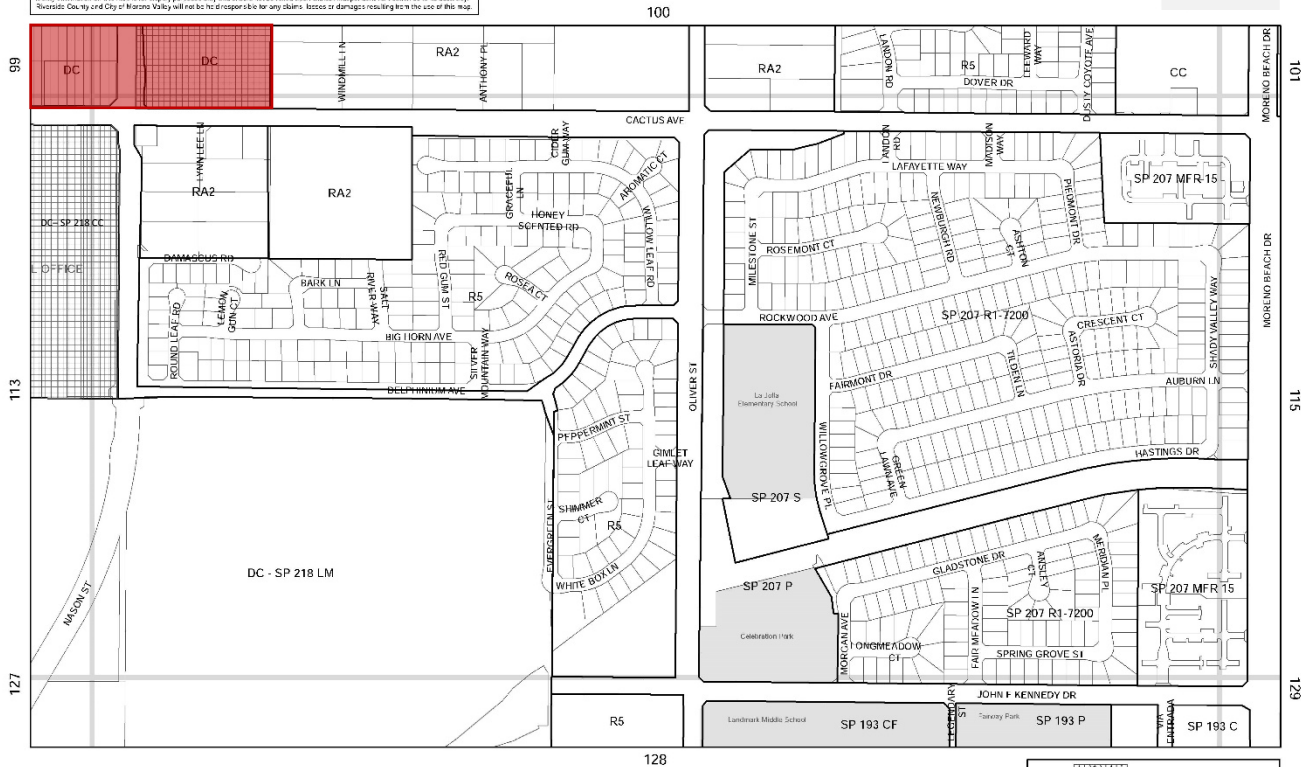 Riverside County and City of Moreno Valley will not be held responsible for any claims, losses or damages resulting from the use of this map.
100
99
101
DC
DC
WINDMILL LN
RA2
ANTHONY PL
RA2
LANDON RD
R5
LEEWARD WAY
DOVER DR
DUSTY COYOTE AVE
CC
MORENO BEACH DR
CACTUS AVE
LYNN LEE LN
RA2
RA2
CIDER GUM WAY
GRACEFUL LN
AROMATIC CT
HONEY SCENTED RD
WILLOW LEAF RD
LANDON RD
MADISON WAY
LAFAYETTE WAY
PIEDMONT DR
SP 207 MFR 15
DC– SP 218 CC
L OFFICE
DAMASCUS RD
BARK LN
RED GUM ST
ROSEA CT
R5
SALT RIVER WAY
LEMON GUN CT
ROUND LEAF RD
BIG HORN AVE
SILVER MOUNTAIN WAY
DELPHINIUM AVE
MILESTONE ST
ROSEMONT CT
NEWBURGH RD
ASHTON CT
MORENO BEACH DR
ROCKWOOD AVE
SP 207 R1-7200
CRESCENT CT
SHADY VALLEY WAY
ASTORIA DR
TILDEN LN
FAIRMONT DR
AUBURN LN
113
115
OLIVER ST
La Jolla
Elementary School
PEPPERMINT ST
GIMLET
LEAF WAY
WILLOWGROVE PL
GREEN LAWN AVE
HASTINGS DR
SP 207 S
EVERGREEN ST
SHIMMER CT
R5
WHITE BOX LN
DC - SP 218 LM
NASON ST
SP 207 P
Celebration Park
GLADSTONE DR
ANSLEY CT
MERIDIAN PL
SP 207 MFR 15
SP 207 R1-7200
MORGAN AVE
LONGMEADOW CT
FAIR MEADOW LN
SPRING GROVE ST
127
129
JOHN F KENNEDY DR
R5
Landmark Middle School
SP 193 CF
LEGENDARY ST
Fairway Park
SP 193 P
VIA ENTRADA
SP 193 C
128